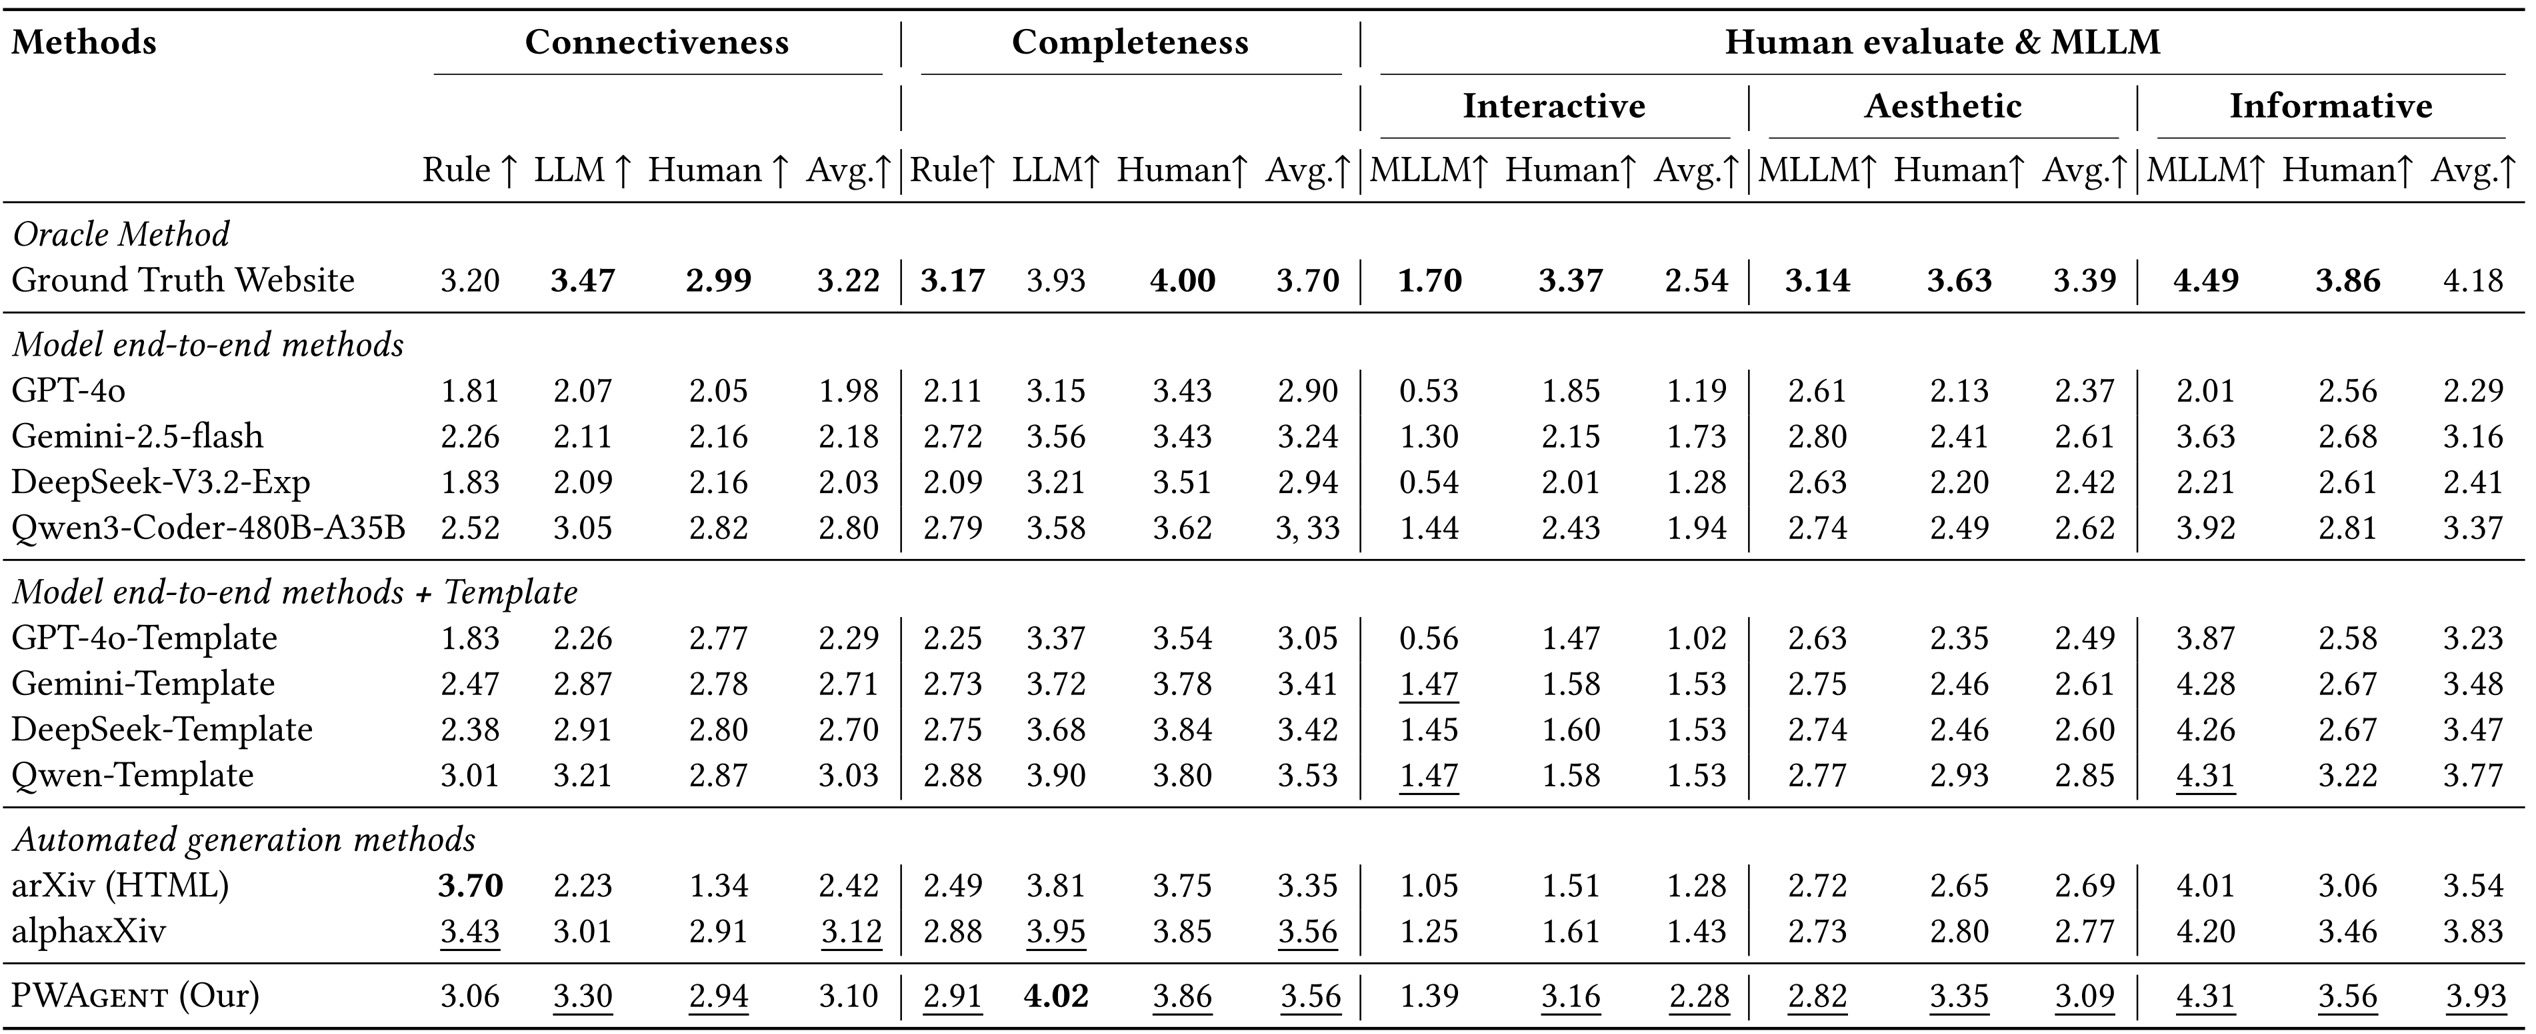 Methods Connectiveness Completeness Human evaluate & MLLM
Interactive Aesthetic Informative
Rule ↑ LLM ↑ Human ↑ Avg.↑ Rule↑ LLM↑ Human↑ Avg.↑ MLLM↑ Human↑ Avg.↑ MLLM↑ Human↑ Avg.↑ MLLM↑ Human↑ Avg.↑
Oracle Method
Ground Truth Website 3.20 3.47 2.99 3.22 3.17 3.93 4.00 3.70 1.70 3.37 2.54 3.14 3.63 3.39 4.49 3.86 4.18
Model end-to-end methods
GPT-4o 1.81 2.07 2.05 1.98 2.11 3.15 3.43 2.90 0.53 1.85 1.19 2.61 2.13 2.37 2.01 2.56 2.29
Gemini-2.5-flash 2.26 2.11 2.16 2.18 2.72 3.56 3.43 3.24 1.30 2.15 1.73 2.80 2.41 2.61 3.63 2.68 3.16
DeepSeek-V3.2-Exp 1.83 2.09 2.16 2.03 2.09 3.21 3.51 2.94 0.54 2.01 1.28 2.63 2.20 2.42 2.21 2.61 2.41
Qwen3-Coder-480B-A35B 2.52 3.05 2.82 2.80 2.79 3.58 3.62 3, 33 1.44 2.43 1.94 2.74 2.49 2.62 3.92 2.81 3.37
Model end-to-end methods + Template
GPT-4o-Template 1.83 2.26 2.77 2.29 2.25 3.37 3.54 3.05 0.56 1.47 1.02 2.63 2.35 2.49 3.87 2.58 3.23
Gemini-Template 2.47 2.87 2.78 2.71 2.73 3.72 3.78 3.41 1.47 1.58 1.53 2.75 2.46 2.61 4.28 2.67 3.48
DeepSeek-Template 2.38 2.91 2.80 2.70 2.75 3.68 3.84 3.42 1.45 1.60 1.53 2.74 2.46 2.60 4.26 2.67 3.47
Qwen-Template 3.01 3.21 2.87 3.03 2.88 3.90 3.80 3.53 1.47 1.58 1.53 2.77 2.93 2.85 4.31 3.22 3.77
Automated generation methods
arXiv (HTML) 3.70 2.23 1.34 2.42 2.49 3.81 3.75 3.35 1.05 1.51 1.28 2.72 2.65 2.69 4.01 3.06 3.54
alphaxXiv 3.43 3.01 2.91 3.12 2.88 3.95 3.85 3.56 1.25 1.61 1.43 2.73 2.80 2.77 4.20 3.46 3.83
PWAGENT (Our) 3.06 3.30 2.94 3.10 2.91 4.02 3.86 3.56 1.39 3.16 2.28 2.82 3.35 3.09 4.31 3.56 3.93